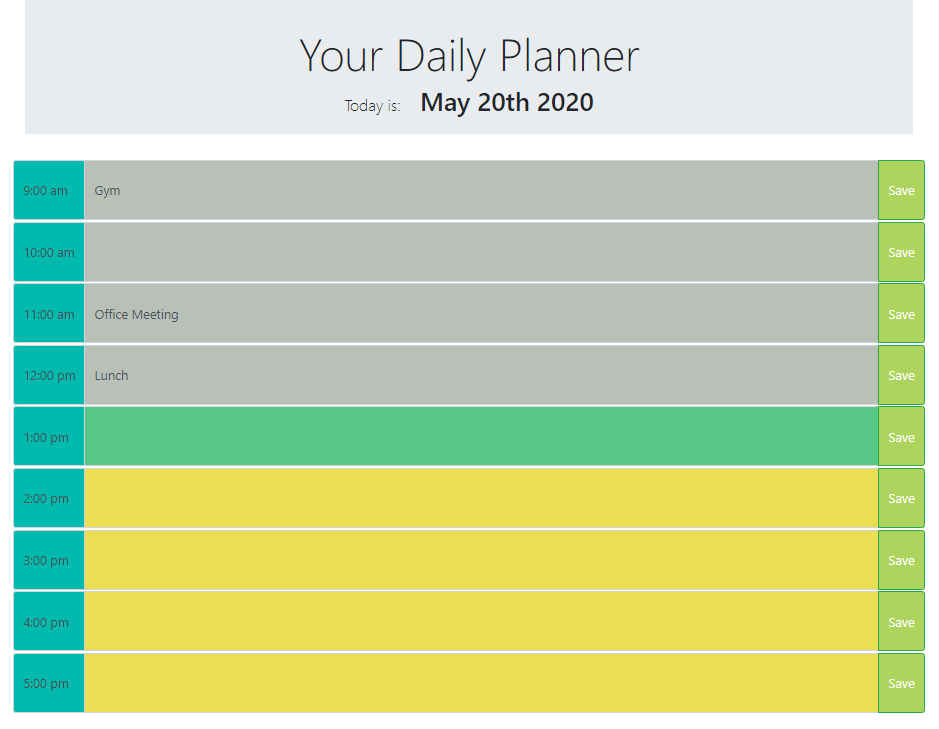 Your Daily Planner
Today is: May 20th 2020
9:00 am Gym Save
10:00 am Save
11:00 am Office Meeting Save
12:00 pm Lunch Save
1:00 pm Save
2:00 pm Save
3:00 pm Save
4:00 pm Save
5:00 pm Save